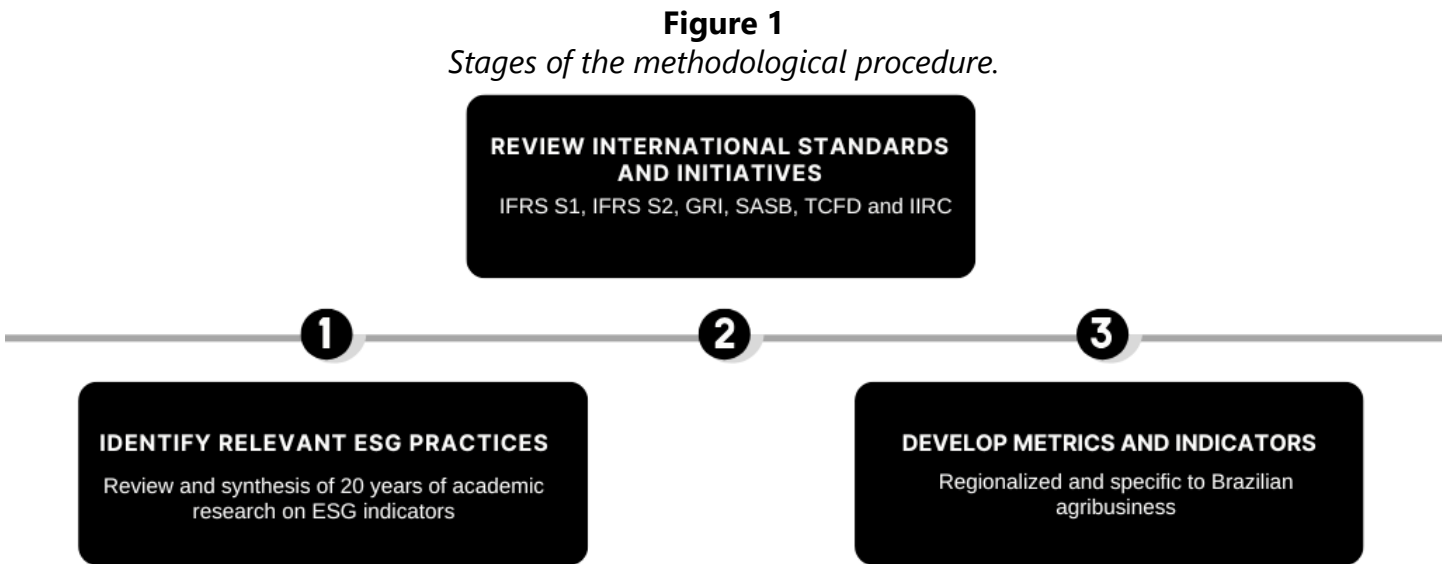 Figure 1
Stages of the methodological procedure.
REVIEW INTERNATIONAL STANDARDS
AND INITIATIVES
IFRS S1, IFRS S2, GRI, SASB, TCFD and IIRC
1
2
3
IDENTIFY RELEVANT ESG PRACTICES
Review and synthesis of 20 years of academic
research on ESG indicators
DEVELOP METRICS AND INDICATORS
Regionalized and specific to Brazilian
agribusiness